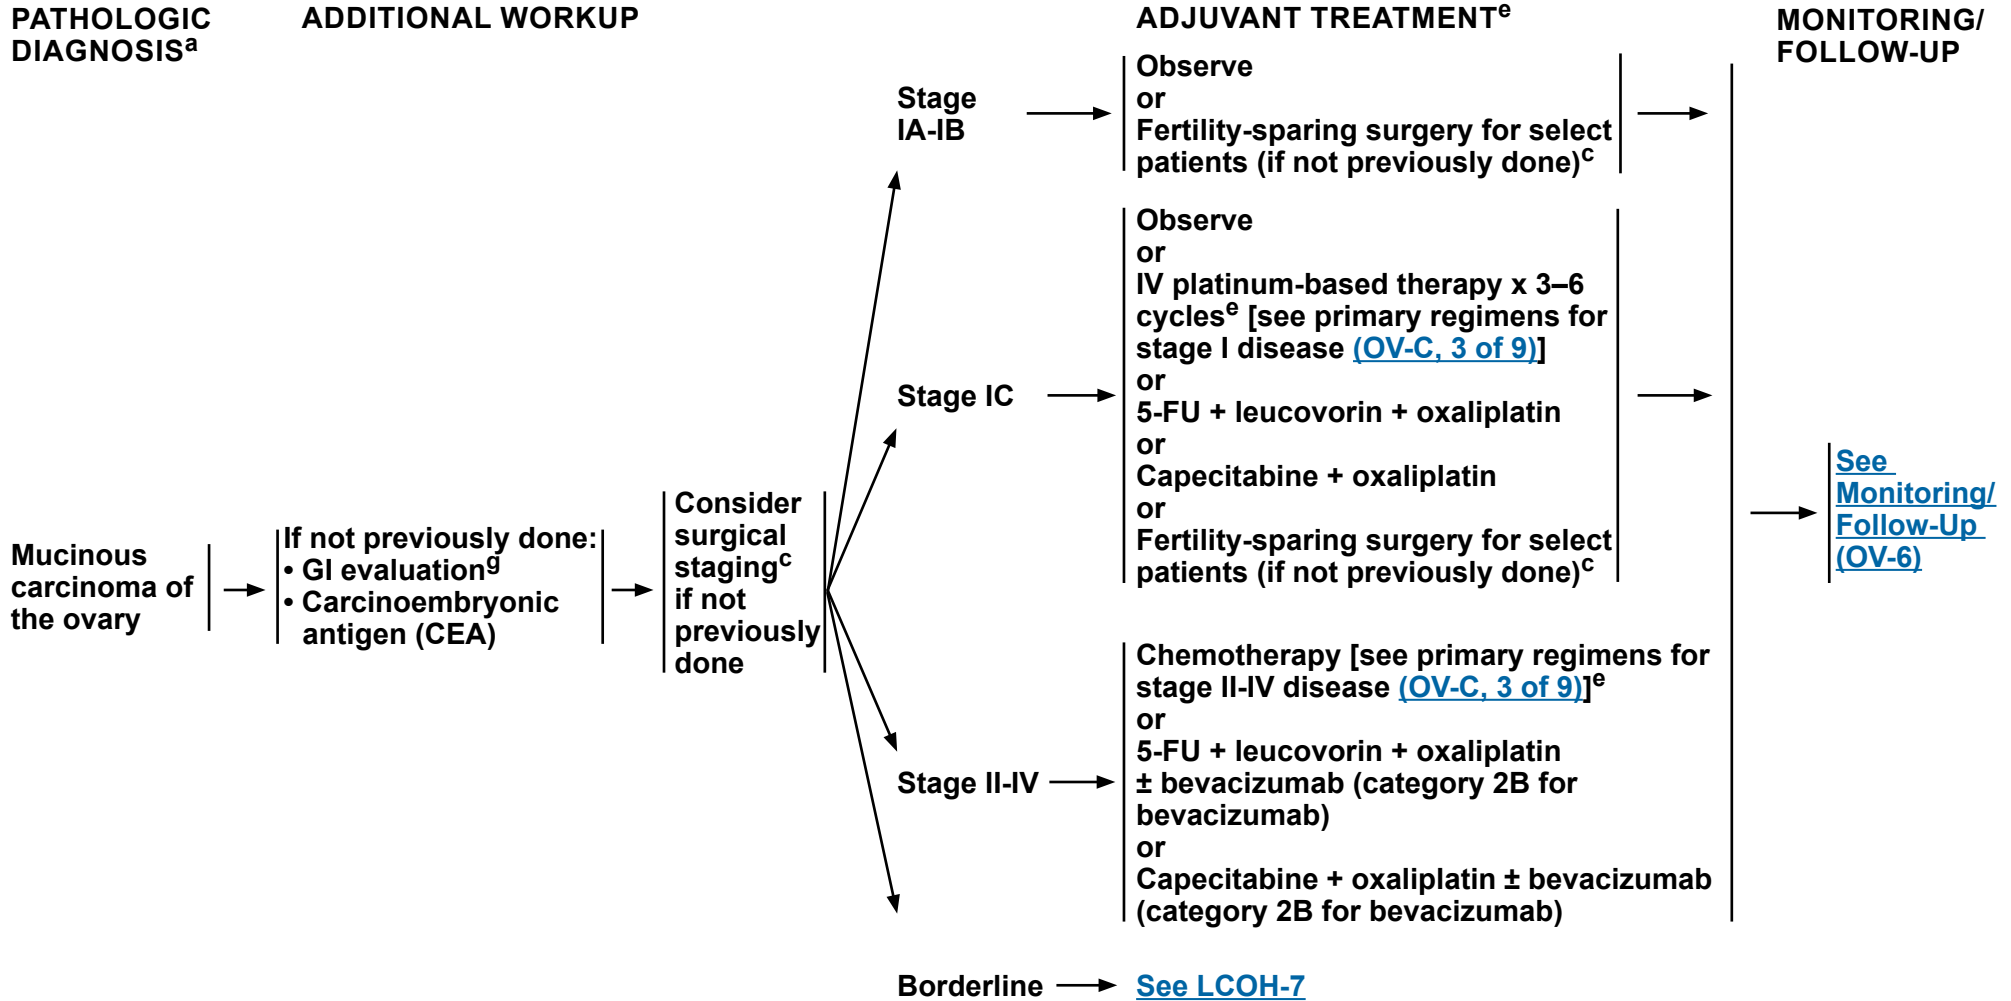 PATHOLOGIC
DIAGNOSISa
ADDITIONAL WORKUP
ADJUVANT TREATMENTe
MONITORING/
FOLLOW-UP
Mucinous
carcinoma of
the ovary
If not previously done:
• GI evaluationg
• Carcinoembryonic
antigen (CEA)
Consider
surgical
stagingc
if not
previously
done
Stage
IA-IB
Observe
or
Fertility-sparing surgery for select
patients (if not previously done)c
Stage IC
Observe
or
IV platinum-based therapy x 3–6
cyclese [see primary regimens for
stage I disease (OV-C, 3 of 9)]
or
5-FU + leucovorin + oxaliplatin
or
Capecitabine + oxaliplatin
or
Fertility-sparing surgery for select
patients (if not previously done)c
Stage II-IV
Chemotherapy [see primary regimens for
stage II-IV disease (OV-C, 3 of 9)]e
or
5-FU + leucovorin + oxaliplatin
± bevacizumab (category 2B for
bevacizumab)
or
Capecitabine + oxaliplatin ± bevacizumab
(category 2B for bevacizumab)
Borderline
See LCOH-7
See
Monitoring/
Follow-Up
(OV-6)